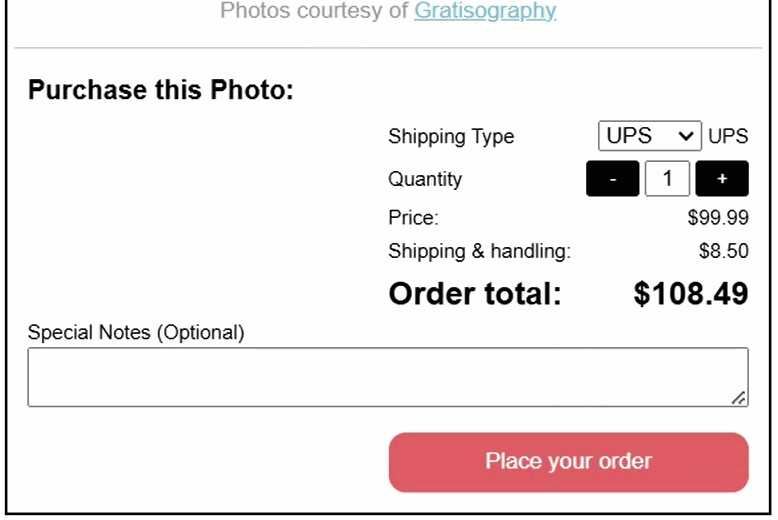 Photos courtesy of Gratisography
Purchase this Photo:
Shipping Type UPS UPS
Quantity - 1 +
Price: $99.99
Shipping & handling: $8.50
Order total: $108.49
Special Notes (Optional)
Place your order